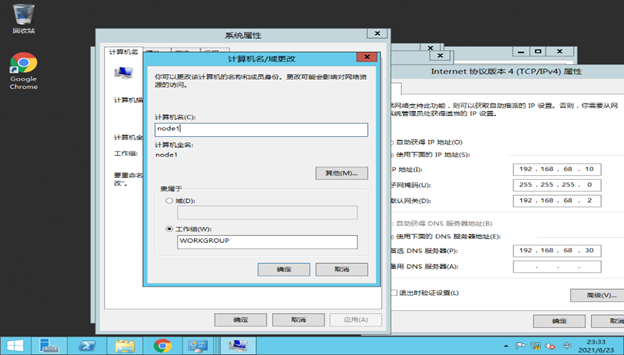 回收站
Google
Chrome
系统属性
计算机名
计算机名/域更改
你可以更改该计算机的名称和成员身份。更改可能会影响对网络资
源的访问。
计算机名(C):
node1
计算机全名:
node1
其他(M)...
隶属于
域(D):
工作组(W):
WORKGROUP
确定
取消
计算机描
计算机全
工作组:
要重命名
改"。
确定
取消
应用(A)
Internet 协议版本 4 (TCP/IPv4) 属性
网络支持此功能，则可以获取自动指派的 IP 设置。否则，你需要从网
系统管理员处获得适当的 IP 设置。
自动获得 IP 地址(O)
使用下面的 IP 地址(S):
IP 地址(I):
192 . 168 . 68 . 10
子网掩码(U):
255 . 255 . 255 . 0
默认网关(D):
192 . 168 . 68 . 2
自动获得 DNS 服务器地址(B)
使用下面的 DNS 服务器地址(E):
首选 DNS 服务器(P):
192 . 168 . 68 . 30
备用 DNS 服务器(A):
退出时验证设置(L)
高级(V)...
确定
取消
23:33
2021/6/23